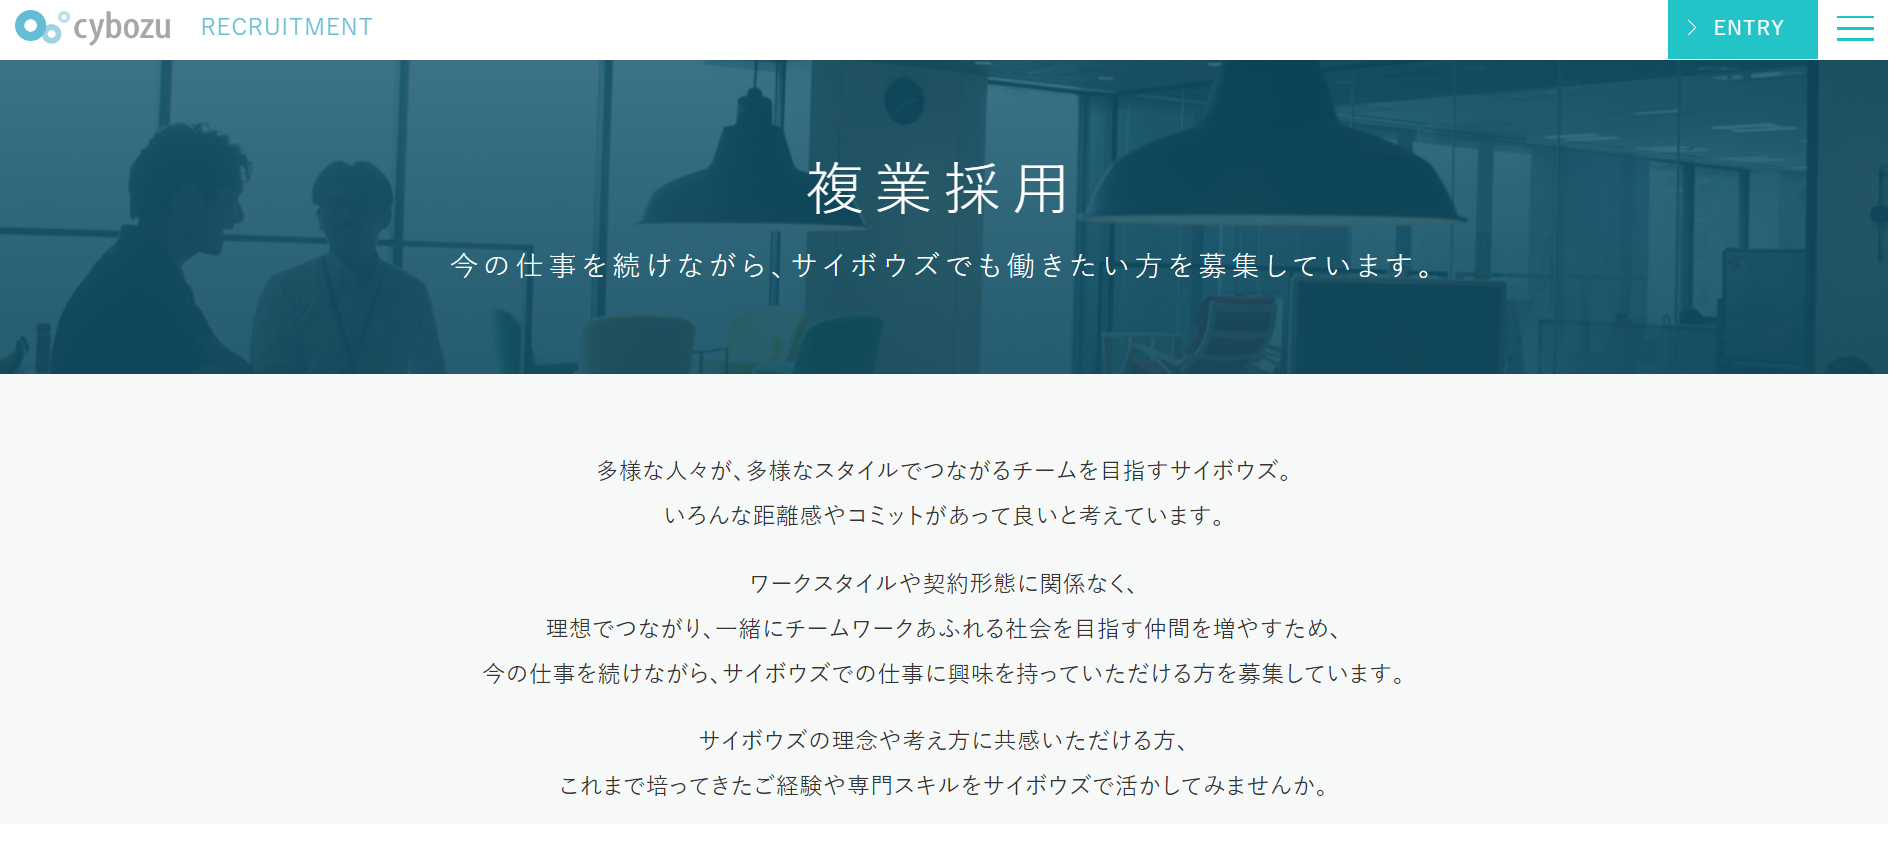 cybozu RECRUITMENT
ENTRY
複業採用
今の仕事を続けながら、サイボウズでも働きたい方を募集しています。
多様な人々が、多様なスタイルでつながるチームを目指すサイボウズ。
いろんな距離感やコミットがあって良いと考えています。
ワークスタイルや契約形態に関係なく、
理想でつながり、一緒にチームワークあふれる社会を目指す仲間を増やすため、
今の仕事を続けながら、サイボウズでの仕事に興味を持っていただける方を募集しています。
サイボウズの理念や考え方に共感いただける方、
これまで培ってきたご経験や専門スキルをサイボウズで活かしてみませんか。